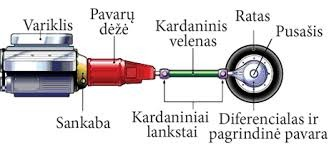 Variklis
Pavarų
dėžė
Kardaninis
velenas
Ratas
Pusašis
Sankaba
Kardaniniai
lankstai
Diferencialas ir
pagrindinė pavara